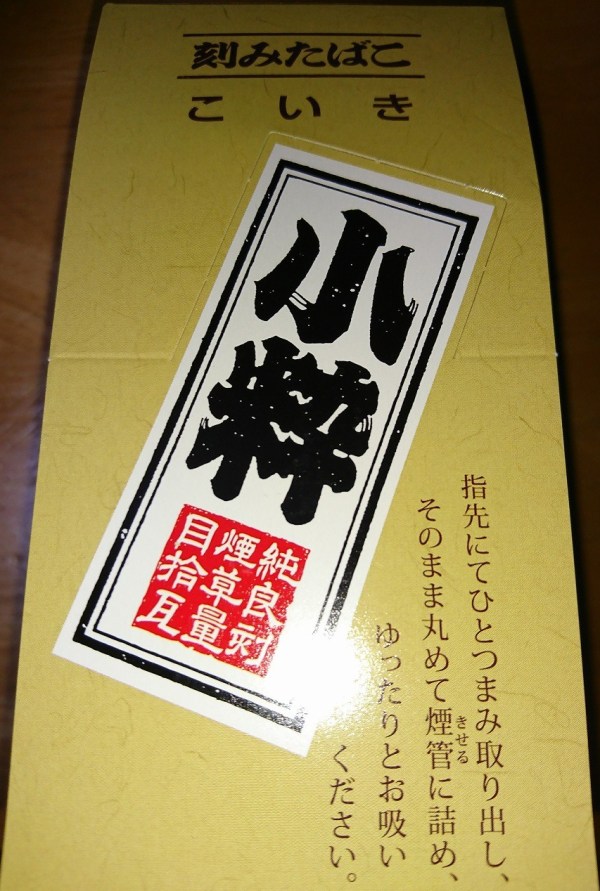 刻みたばこ
こいき
小粋
純良刻
煙草量
目拾瓦
指先にてひとつまみ取り出し、
そのまま丸めて煙管に詰め、
きせる
ゆったりとお吸い
ください。